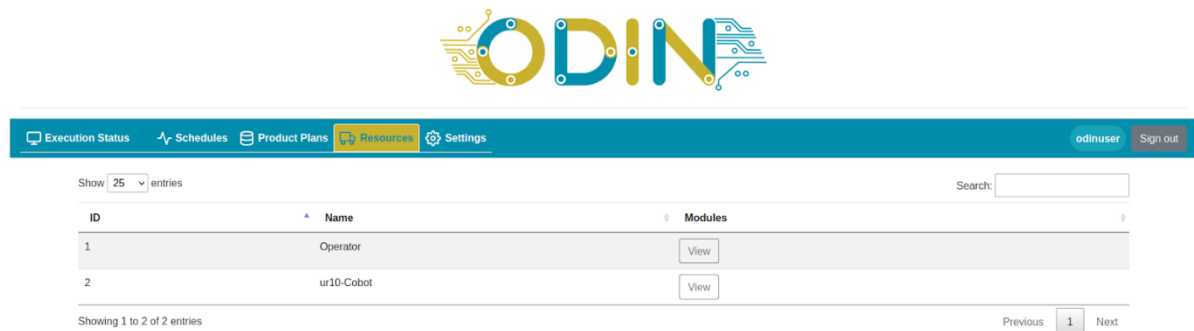 ODIN
Execution Status Schedules Product Plans Resources Settings odinuser Sign out
Show 25 entries Search:
ID Name Modules
1 Operator View
2 ur10-Cobot View
Showing 1 to 2 of 2 entries Previous 1 Next